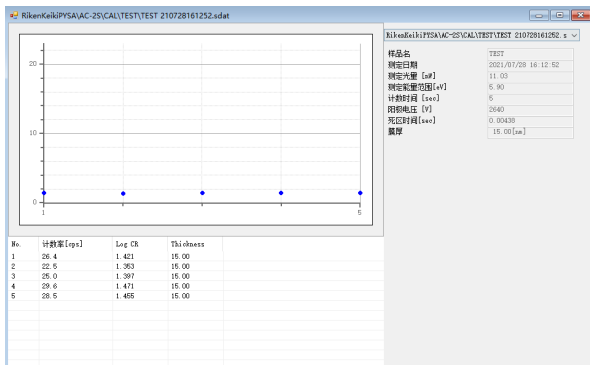 RikenKeikiPYSA\AC-2S\CAL\TEST\TEST 210728161252.sdat
RikenKeikiPYSA\AC-2S\CAL\TEST\TEST 210728161252.s
样品名 TEST
测定日期 2021/07/28 16:12:52
测定光量 [nW] 11.03
测定能量范围[eV] 5.90
计数时间 [sec] 5
阳极电压 [V] 2640
死区时间[sec] 0.00438
膜厚 15.00[nm]
20
10
0
1 5
No. 计数率[cps] Log CR Thickness
1 26.4 1.421 15.00
2 22.5 1.353 15.00
3 25.0 1.397 15.00
4 29.6 1.471 15.00
5 28.5 1.455 15.00